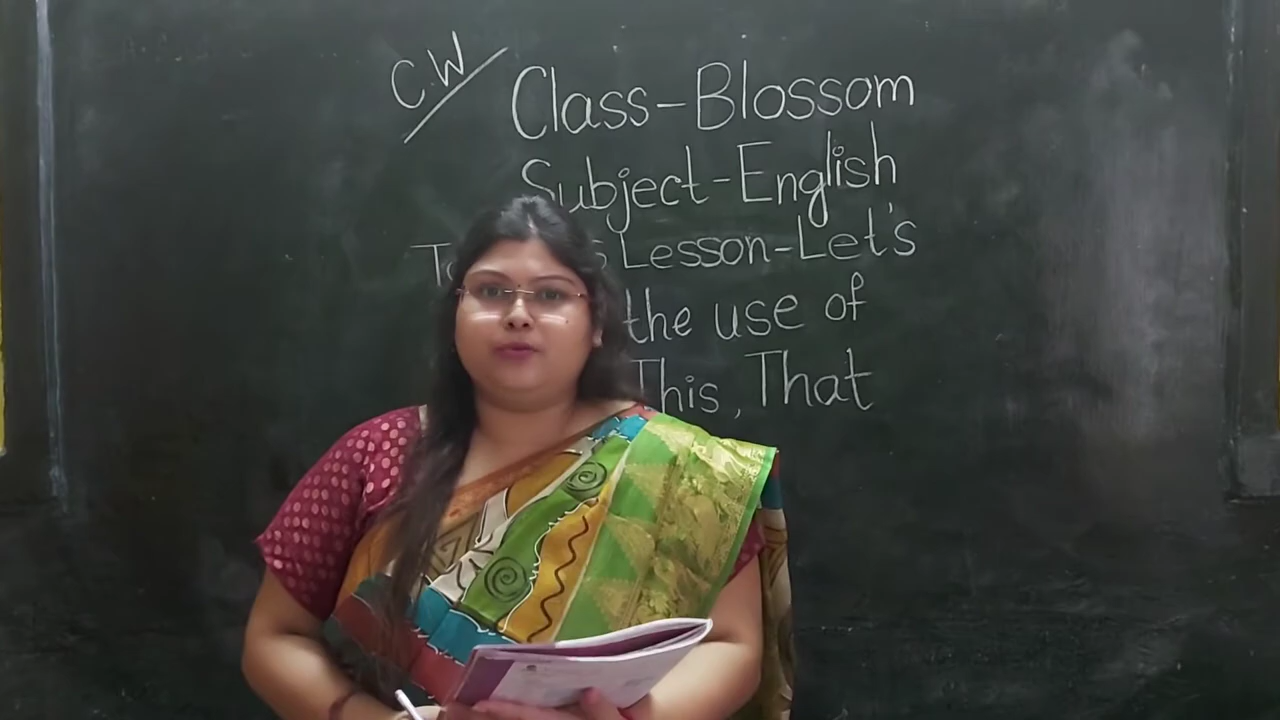 C.W
Class-Blossom
Subject-English
Lesson-Let's
the use of
This, That